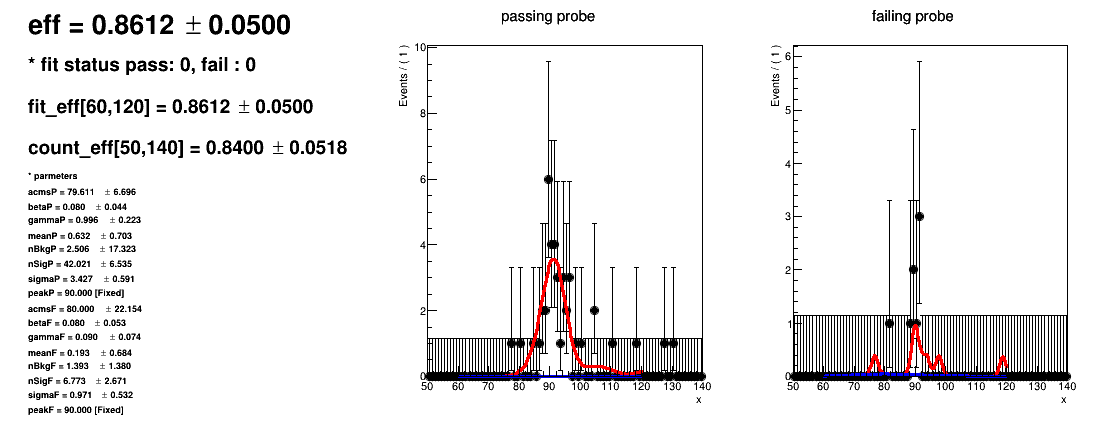 eff = 0.8612 ± 0.0500
* fit status pass: 0, fail : 0
fit_eff[60,120] = 0.8612 ± 0.0500
count_eff[50,140] = 0.8400 ± 0.0518
* parmeters
acmsP = 79.611 ± 6.696
betaP = 0.080 ± 0.044
gammaP = 0.996 ± 0.223
meanP = 0.632 ± 0.703
nBkgP = 2.506 ± 17.323
nSigP = 42.021 ± 6.535
sigmaP = 3.427 ± 0.591
peakP = 90.000 [Fixed]
acmsF = 80.000 ± 22.154
betaF = 0.080 ± 0.053
gammaF = 0.090 ± 0.074
meanF = 0.193 ± 0.684
nBkgF = 1.393 ± 1.380
nSigF = 6.773 ± 2.671
sigmaF = 0.971 ± 0.532
peakF = 90.000 [Fixed]
passing probe
Events / ( 1 )
10
8
6
4
2
0
50 60 70 80 90 100 110 120 130 140
x
failing probe
Events / ( 1 )
6
5
4
3
2
1
0
50 60 70 80 90 100 110 120 130 140
x